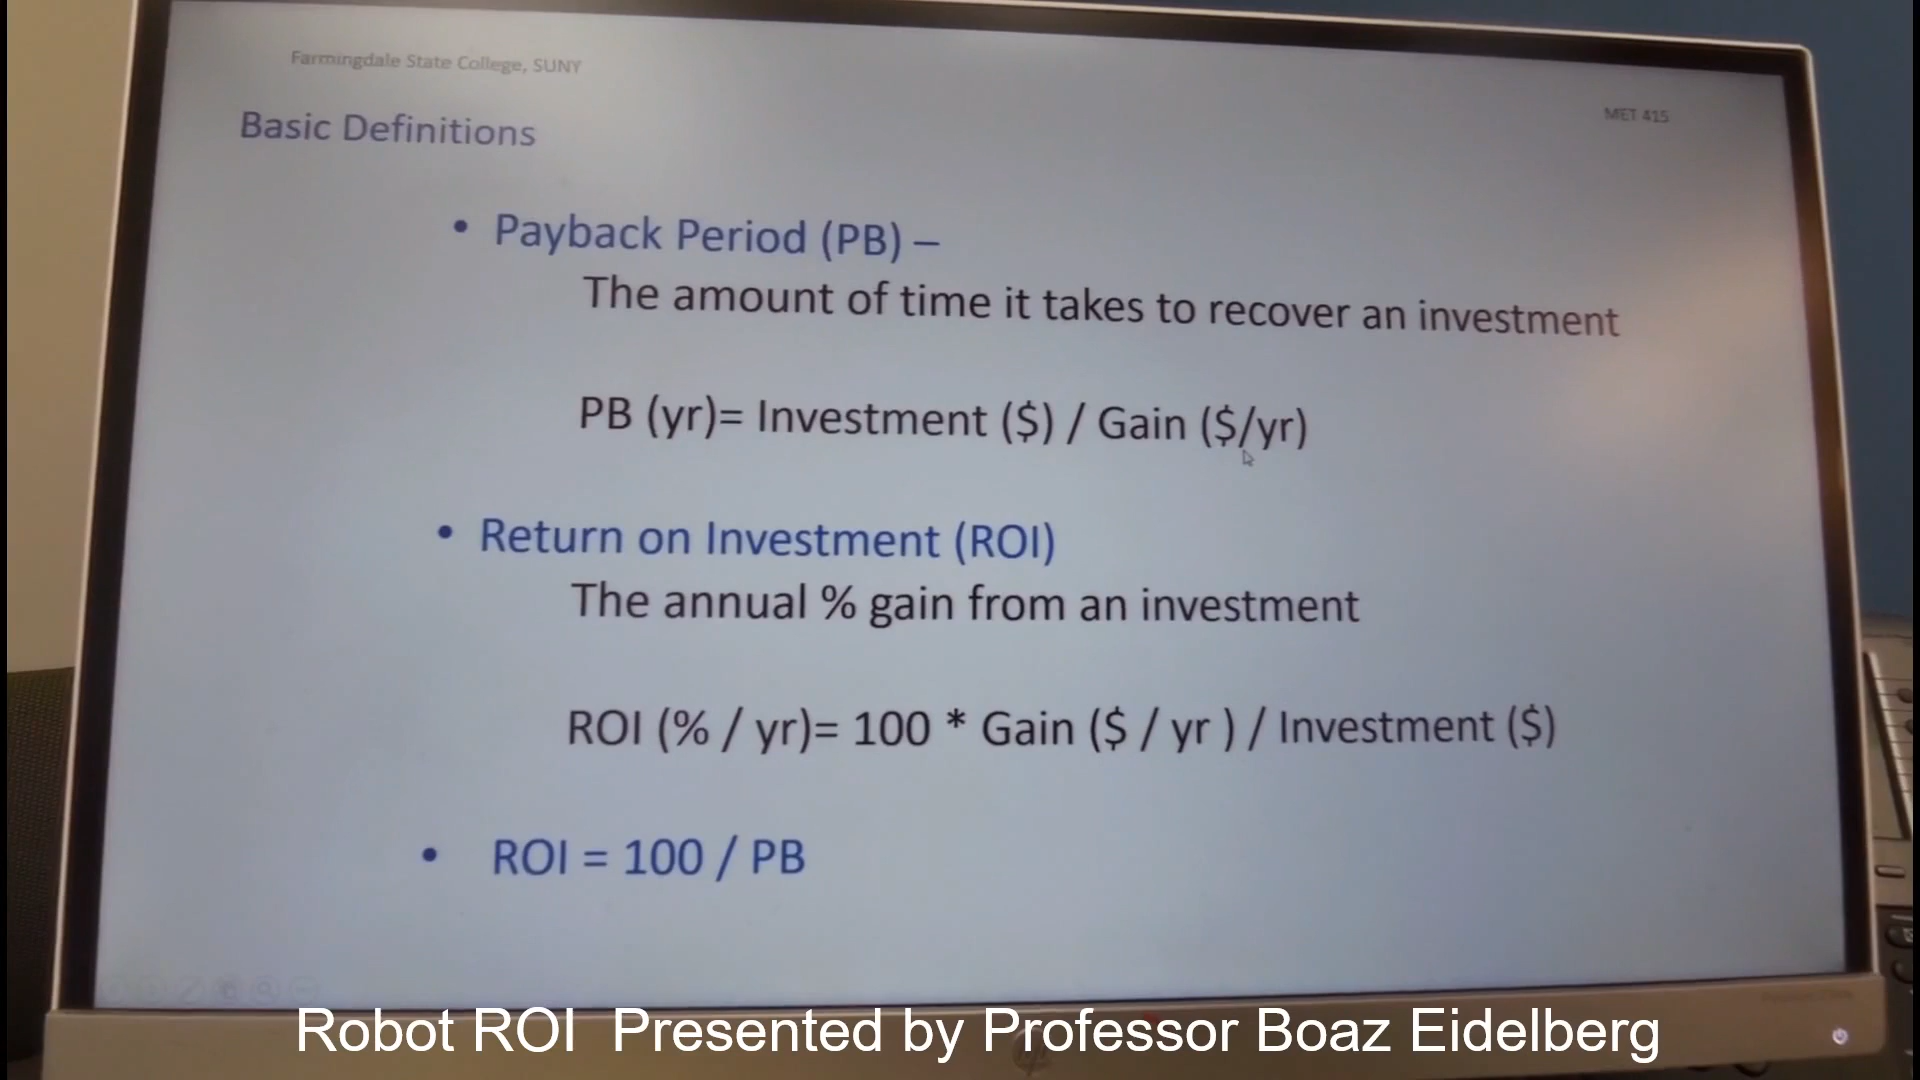 Farmingdale State College, SUNY
MET 415
Basic Definitions
• Payback Period (PB) –
The amount of time it takes to recover an investment
PB (yr)= Investment ($) / Gain ($/yr)
• Return on Investment (ROI)
The annual % gain from an investment
ROI (% / yr)= 100 * Gain ($ / yr ) / Investment ($)
• ROI = 100 / PB
Robot ROI Presented by Professor Boaz Eidelberg
hp